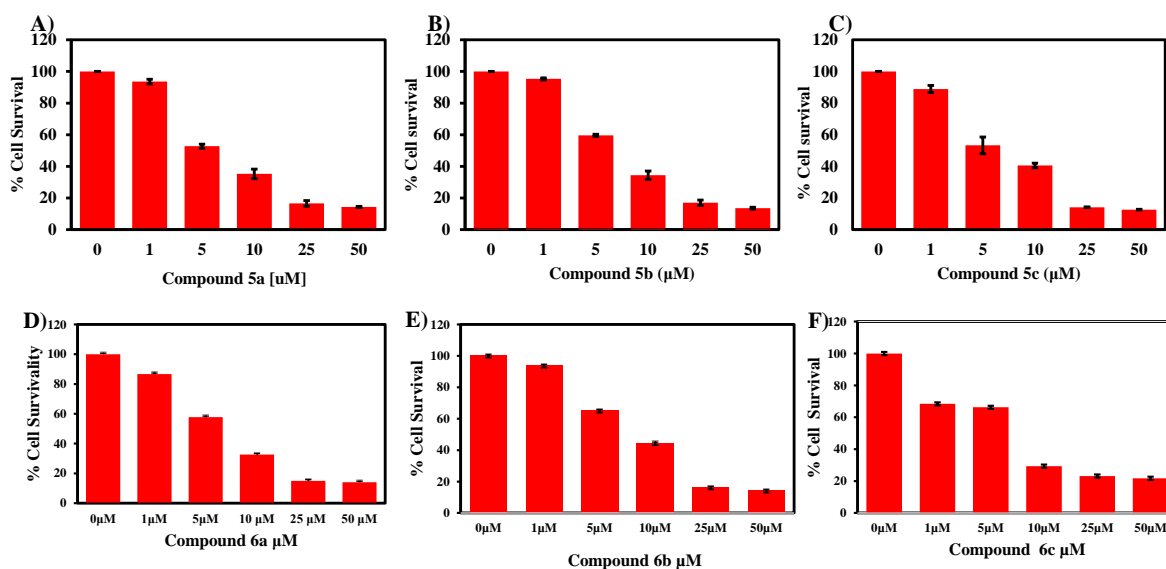 A)
120
100
80
60
40
20
0
% Cell Survival
0 1 5 10 25 50
Compound 5a [uM]
B)
120
100
80
60
40
20
0
% Cell survival
0 1 5 10 25 50
Compound 5b (µM)
C)
120
100
80
60
40
20
0
% Cell survival
0 1 5 10 25 50
Compound 5c (µM)
D)
120
100
80
60
40
20
0
% Cell Survivality
0µM 1µM 5µM 10 µM 25 µM 50 µM
Compound 6a µM
E)
120
100
80
60
40
20
0
% Cell Survival
0µM 1µM 5µM 10µM 25µM 50µM
Compound 6b µM
F)
120
100
80
60
40
20
0
% Cell Survival
0µM 1µM 5µM 10µM 25µM 50µM
Compound 6c µM